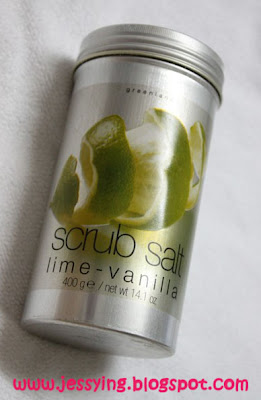 greenland
scrub salt
lime-vanilla
400 g e / net wt 14.1 oz
www.jessying.blogspot.com